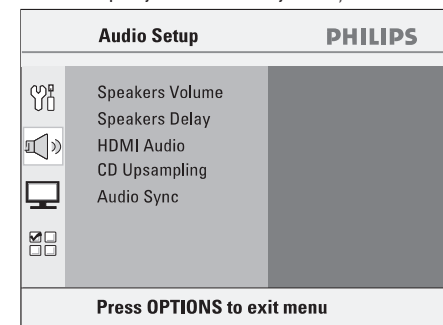 Audio Setup
PHILIPS
Speakers Volume
Speakers Delay
HDMI Audio
CD Upsampling
Audio Sync
Press OPTIONS to exit menu